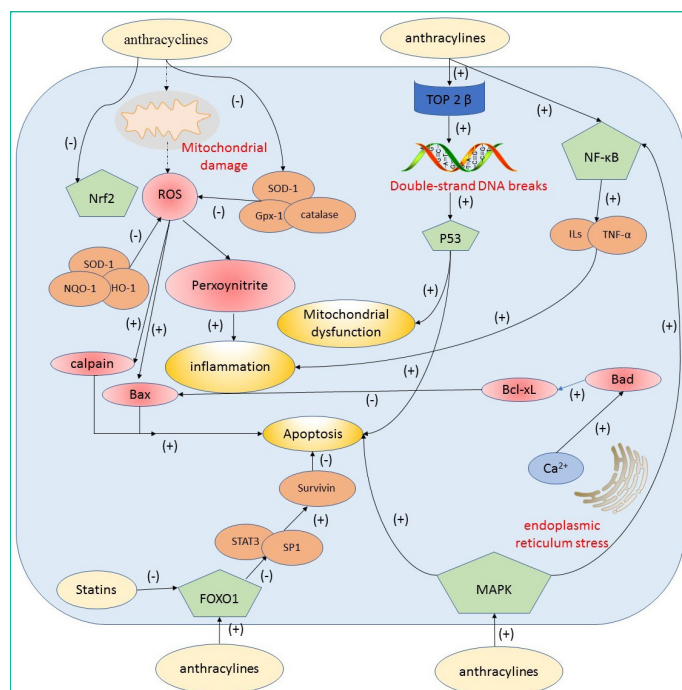 anthracyclines
anthracylines
(+)
(-)
TOP 2 β
(+)
(+)
(-)
Mitochondrial
damage
NF-κB
Double-strand DNA breaks
Nrf2
ROS
SOD-1
(-)
Gpx-1
catalase
(+)
(+)
P53
ILs
TNF-α
(-)
SOD-1
NQO-1
HO-1
Perxoynitrite
(+)
(+)
(+)
Mitochondrial
dysfunction
(+)
(+)
(+)
calpain
inflammation
(+)
Bax
(-)
Bcl-xL
(+)
Bad
(+)
Apoptosis
(+)
Ca²⁺
(-)
Survivin
endoplasmic
reticulum stress
(+)
(+)
STAT3
SP1
(-)
Statins
(-)
FOXO1
MAPK
(+)
(+)
anthracylines
anthracylines